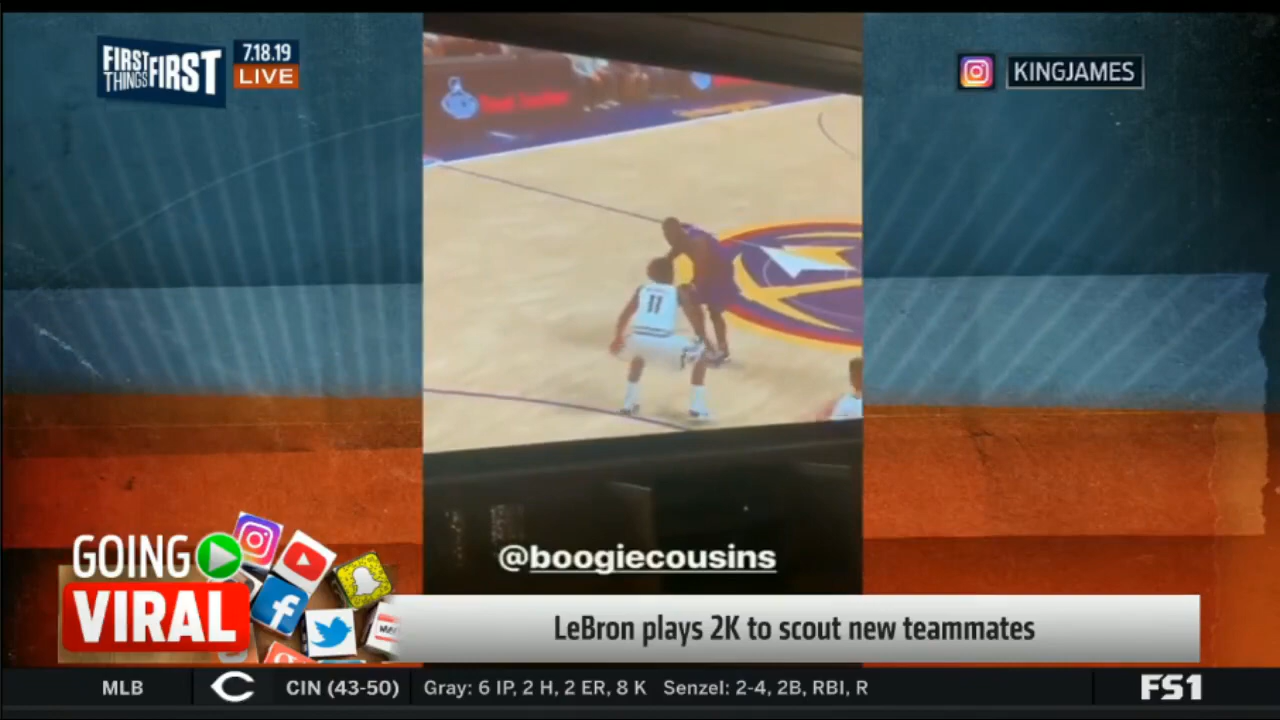 FIRST THINGS FIRST
7.18.19
LIVE
KINGJAMES
11
@boogiecousins
GOING
VIRAL
LeBron plays 2K to scout new teammates
MLB C CIN (43-50) Gray: 6 IP, 2 H, 2 ER, 8 K Senzel: 2-4, 2B, RBI, R FS1